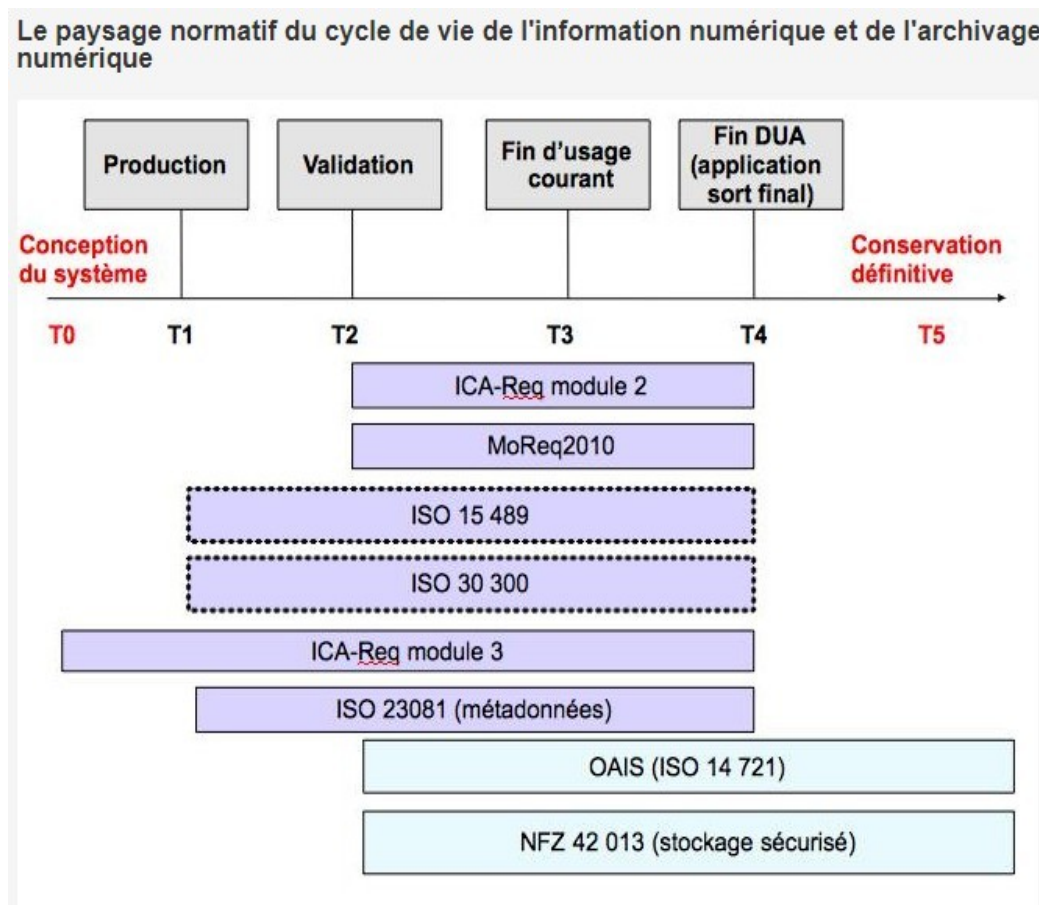 Le paysage normatif du cycle de vie de l'information numérique et de l'archivage
numérique
Production
Validation
Fin d'usage
courant
Fin DUA
(application
sort final)
Conception
du système
Conservation
définitive
T0
T1
T2
T3
T4
T5
ICA-Req module 2
MoReq2010
ISO 15 489
ISO 30 300
ICA-Req module 3
ISO 23081 (métadonnées)
OAIS (ISO 14 721)
NFZ 42 013 (stockage sécurisé)